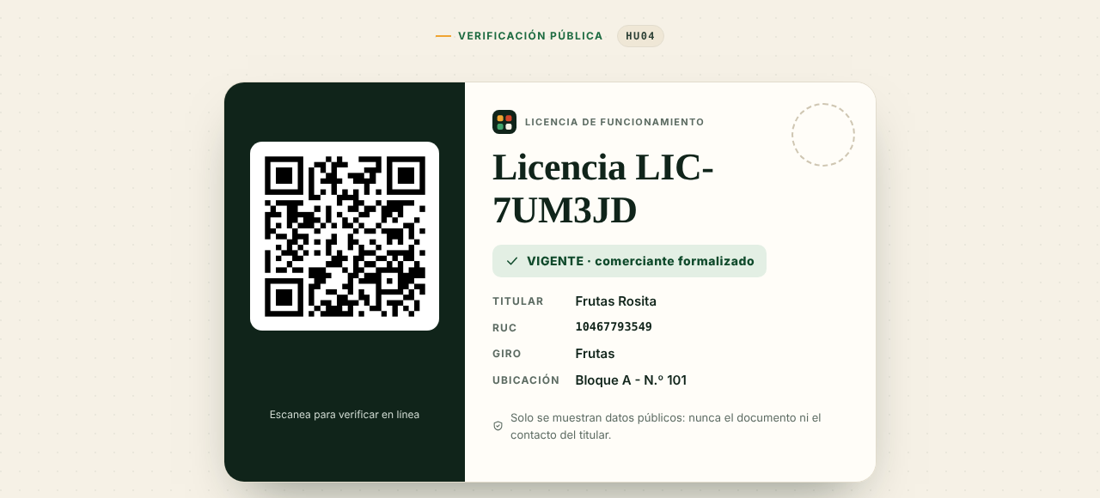 VERIFICACIÓN PÚBLICA HU04
LICENCIA DE FUNCIONAMIENTO
Licencia LIC-
7UM3JD
VIGENTE · comerciante formalizado
TITULAR Frutas Rosita
RUC 10467793549
GIRO Frutas
UBICACIÓN Bloque A - N.º 101
Solo se muestran datos públicos: nunca el documento ni el
contacto del titular.
Escanea para verificar en línea